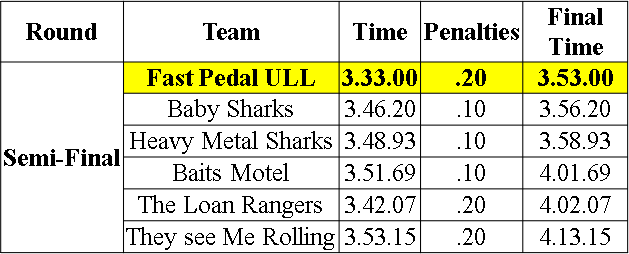 Round Team Time Penalties Final Time
Fast Pedal ULL 3.33.00 .20 3.53.00
Baby Sharks 3.46.20 .10 3.56.20
Heavy Metal Sharks 3.48.93 .10 3.58.93
Semi-Final
Baits Motel 3.51.69 .10 4.01.69
The Loan Rangers 3.42.07 .20 4.02.07
They see Me Rolling 3.53.15 .20 4.13.15